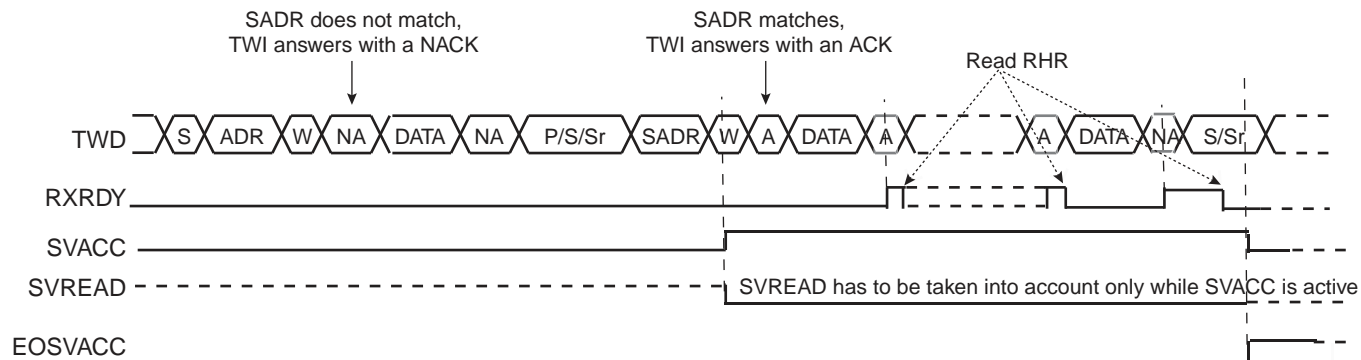 SADR does not match,
TWI answers with a NACK
SADR matches,
TWI answers with an ACK
Read RHR
TWD S ADR W NA DATA NA P/S/Sr SADR W A DATA A A DATA NA S/Sr
RXRDY
SVACC
SVREAD SVREAD has to be taken into account only while SVACC is active
EOSVACC